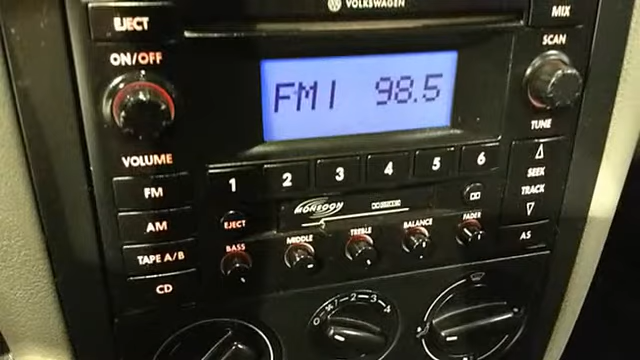 VOLKSWAGEN
EJECT
MIX
ON/OFF
SCAN
FM1 98.5
VOLUME
TUNE
1 2 3 4 5 6
SEEK
TRACK
FM
MONSOON
EJECT
AM
BASS MIDDLE TREBLE BALANCE FADER
AS
TAPE A/B
CD
0 1 2 3 4